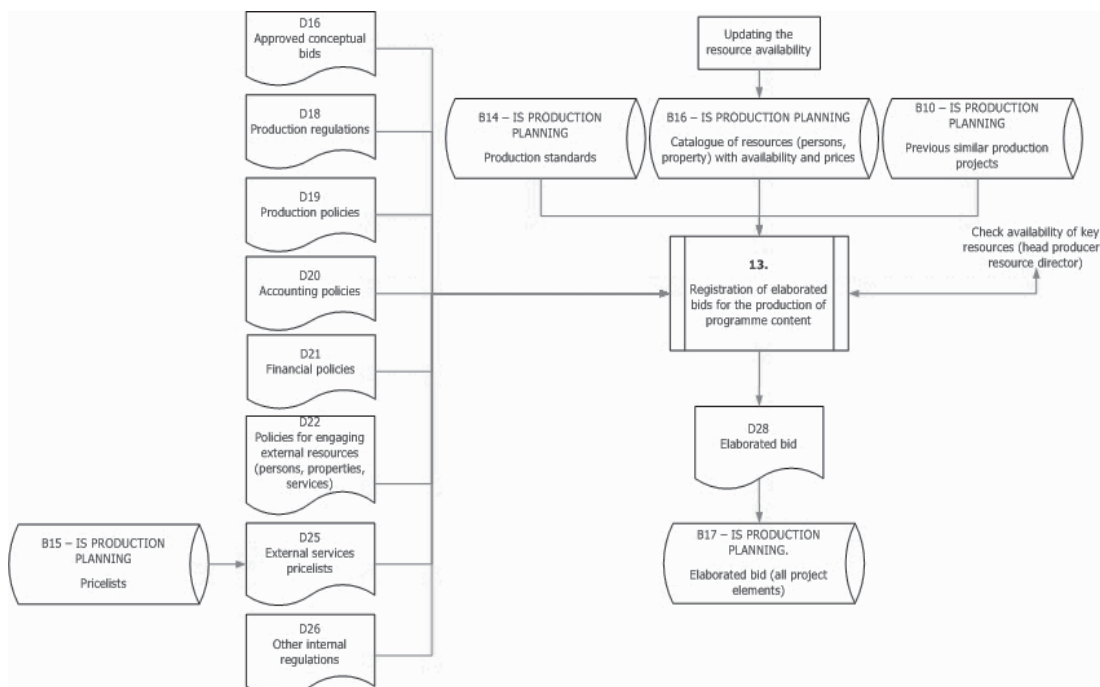 D16
Approved conceptual
bids
D18
Production regulations
D19
Production policies
D20
Accounting policies
D21
Financial policies
D22
Policies for engaging
external resources
(persons, properties,
services)
B15 – IS PRODUCTION
PLANNING
Pricelists
D25
External services
pricelists
D26
Other internal
regulations
Updating the
resource availability
B14 – IS PRODUCTION
PLANNING
Production standards
B16 – IS PRODUCTION PLANNING
Catalogue of resources (persons,
property) with availability and prices
B10 – IS PRODUCTION
PLANNING
Previous similar production
projects
Check availability of key
resources (head producer
resource director)
13.
Registration of elaborated
bids for the production of
programme content
D28
Elaborated bid
B17 – IS PRODUCTION
PLANNING.
Elaborated bid (all project
elements)